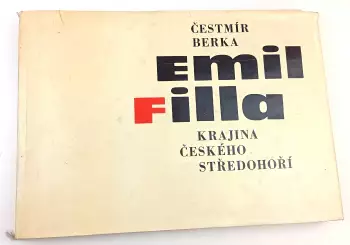 ČESTMÍR
BERKA
Emil
Filla
KRAJINA
ČESKÉHO
STŘEDOHOŘÍ